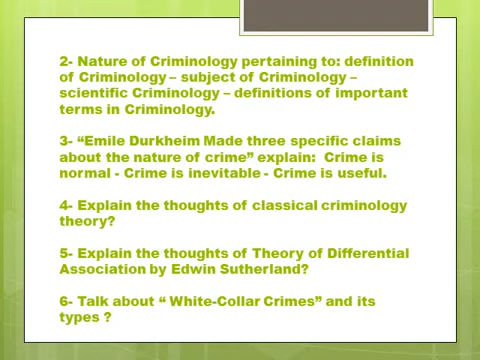 2- Nature of Criminology pertaining to: definition
of Criminology – subject of Criminology –
scientific Criminology – definitions of important
terms in Criminology.
3- “Emile Durkheim Made three specific claims
about the nature of crime” explain:  Crime is
normal - Crime is inevitable - Crime is useful.
4- Explain the thoughts of classical criminology
theory?
5- Explain the thoughts of Theory of Differential
Association by Edwin Sutherland?
6- Talk about “ White-Collar Crimes” and its
types ?